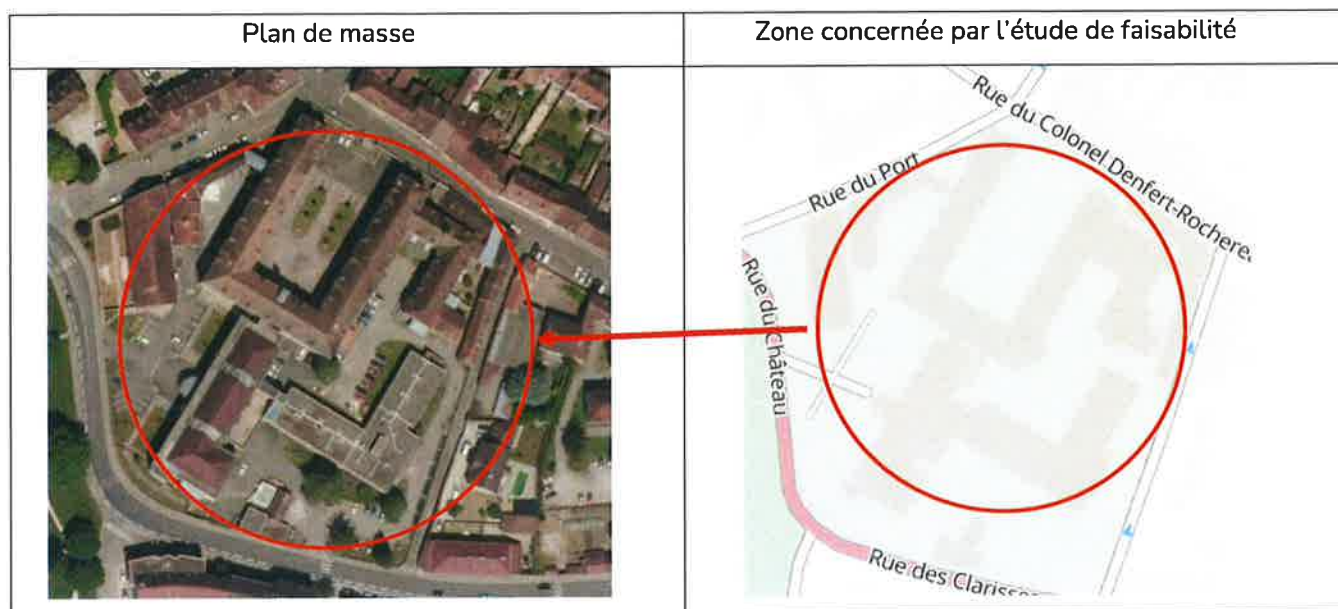 Plan de masse
Zone concernée par l'étude de faisabilité
Rue du Colonel Denfert-Rochere
Rue du Port
Rue du Château
Rue des Clarisse